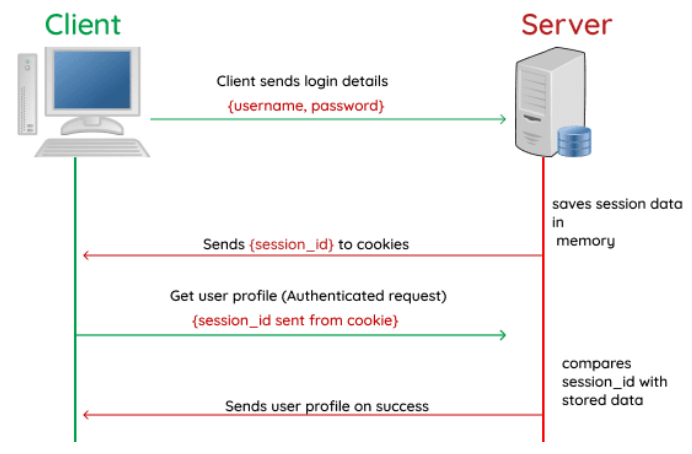 Client
Server
Client sends login details
{username, password}
saves session data
in
memory
Sends {session_id} to cookies
Get user profile (Authenticated request)
{session_id sent from cookie}
compares
session_id with
stored data
Sends user profile on success